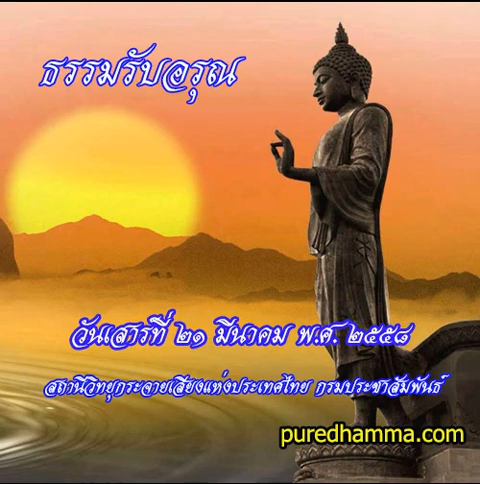 ธรรมรับอรุณ
วันเสารที่ ๒๑ มีนาคม พ.ศ. ๒๕๕๘
สถานีวิทยุกระจายเสียงแห่งประเทศไทย กรมประชาสัมพันธ์
puredhamma.com